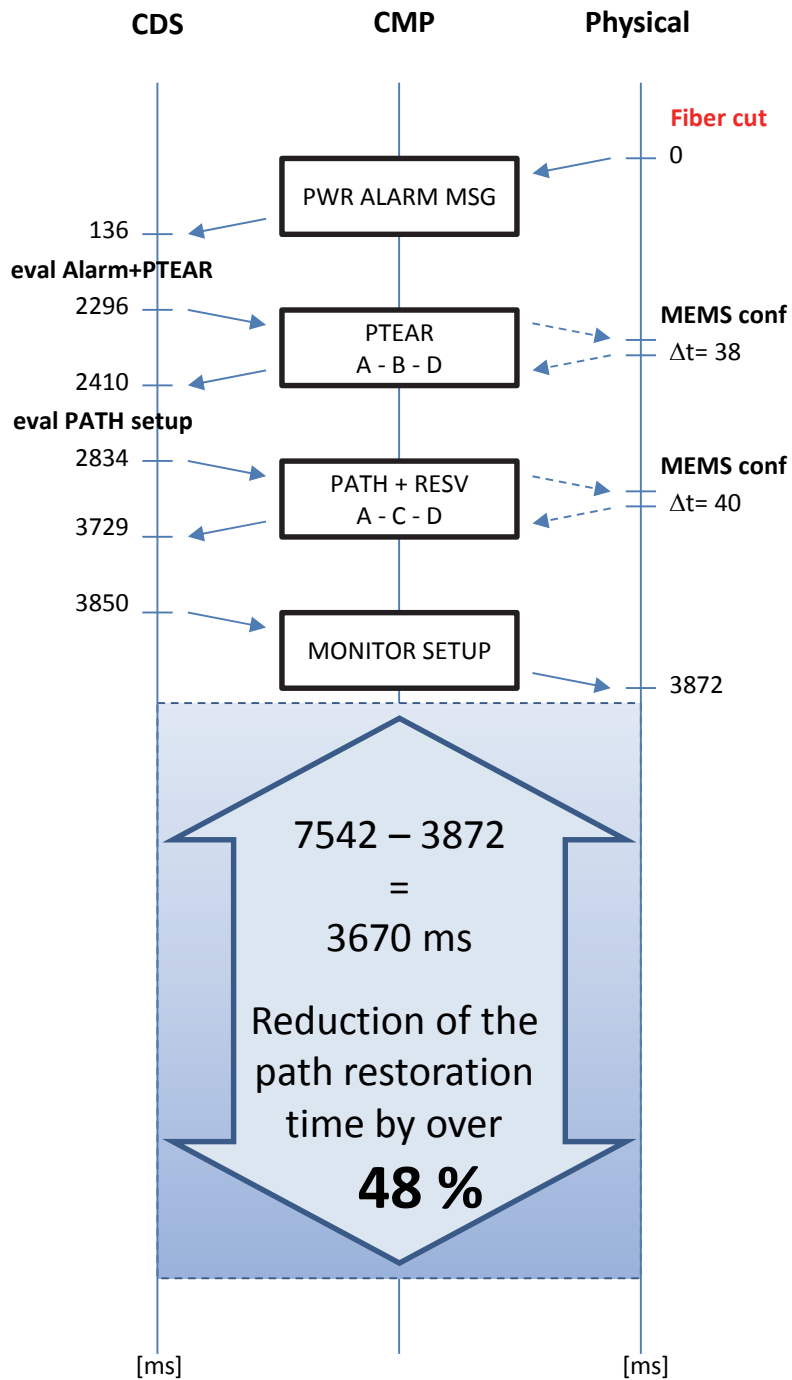 CDS CMP Physical
Fiber cut
0
PWR ALARM MSG
136
eval Alarm+PTEAR
2296
PTEAR
A - B - D
MEMS conf
Δt= 38
2410
eval PATH setup
2834
PATH + RESV
A - C - D
MEMS conf
Δt= 40
3729
3850
MONITOR SETUP
3872
7542 – 3872
=
3670 ms
Reduction of the
path restoration
time by over
48 %
[ms] [ms]